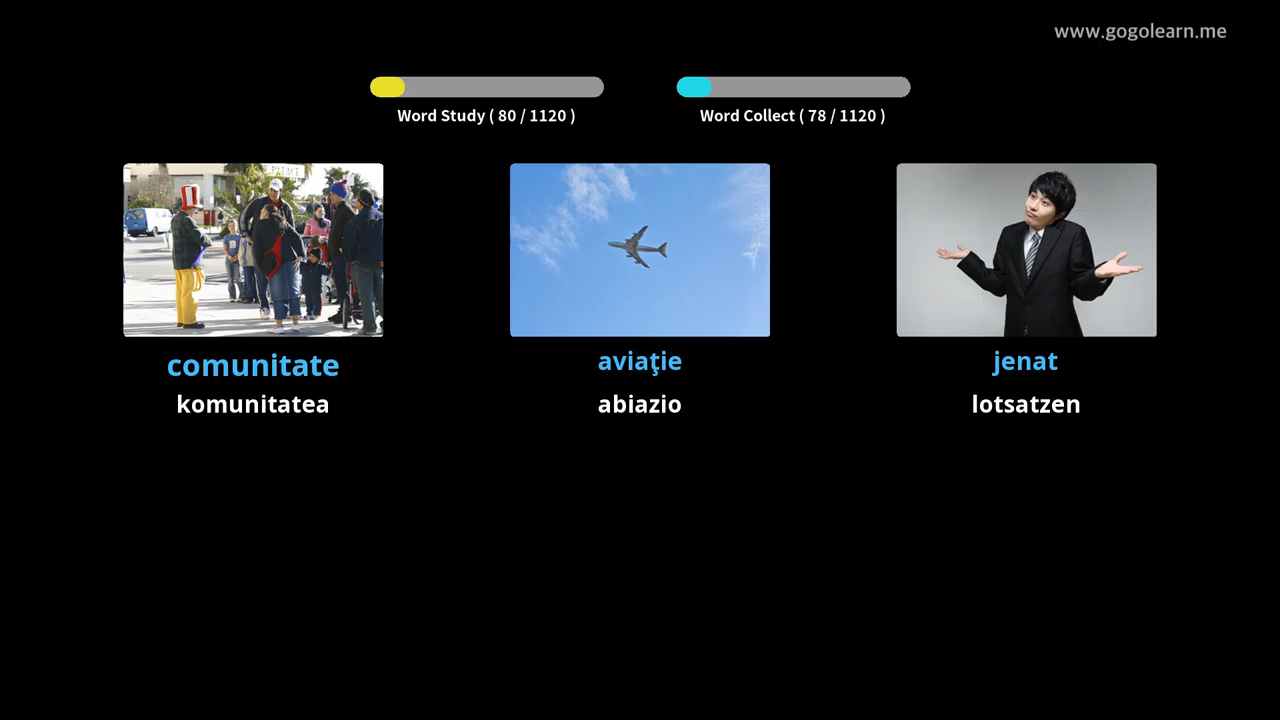 www.gogolearn.me
Word Study ( 80 / 1120 )
Word Collect ( 78 / 1120 )
comunitate
aviaţie
jenat
komunitatea
abiazio
lotsatzen